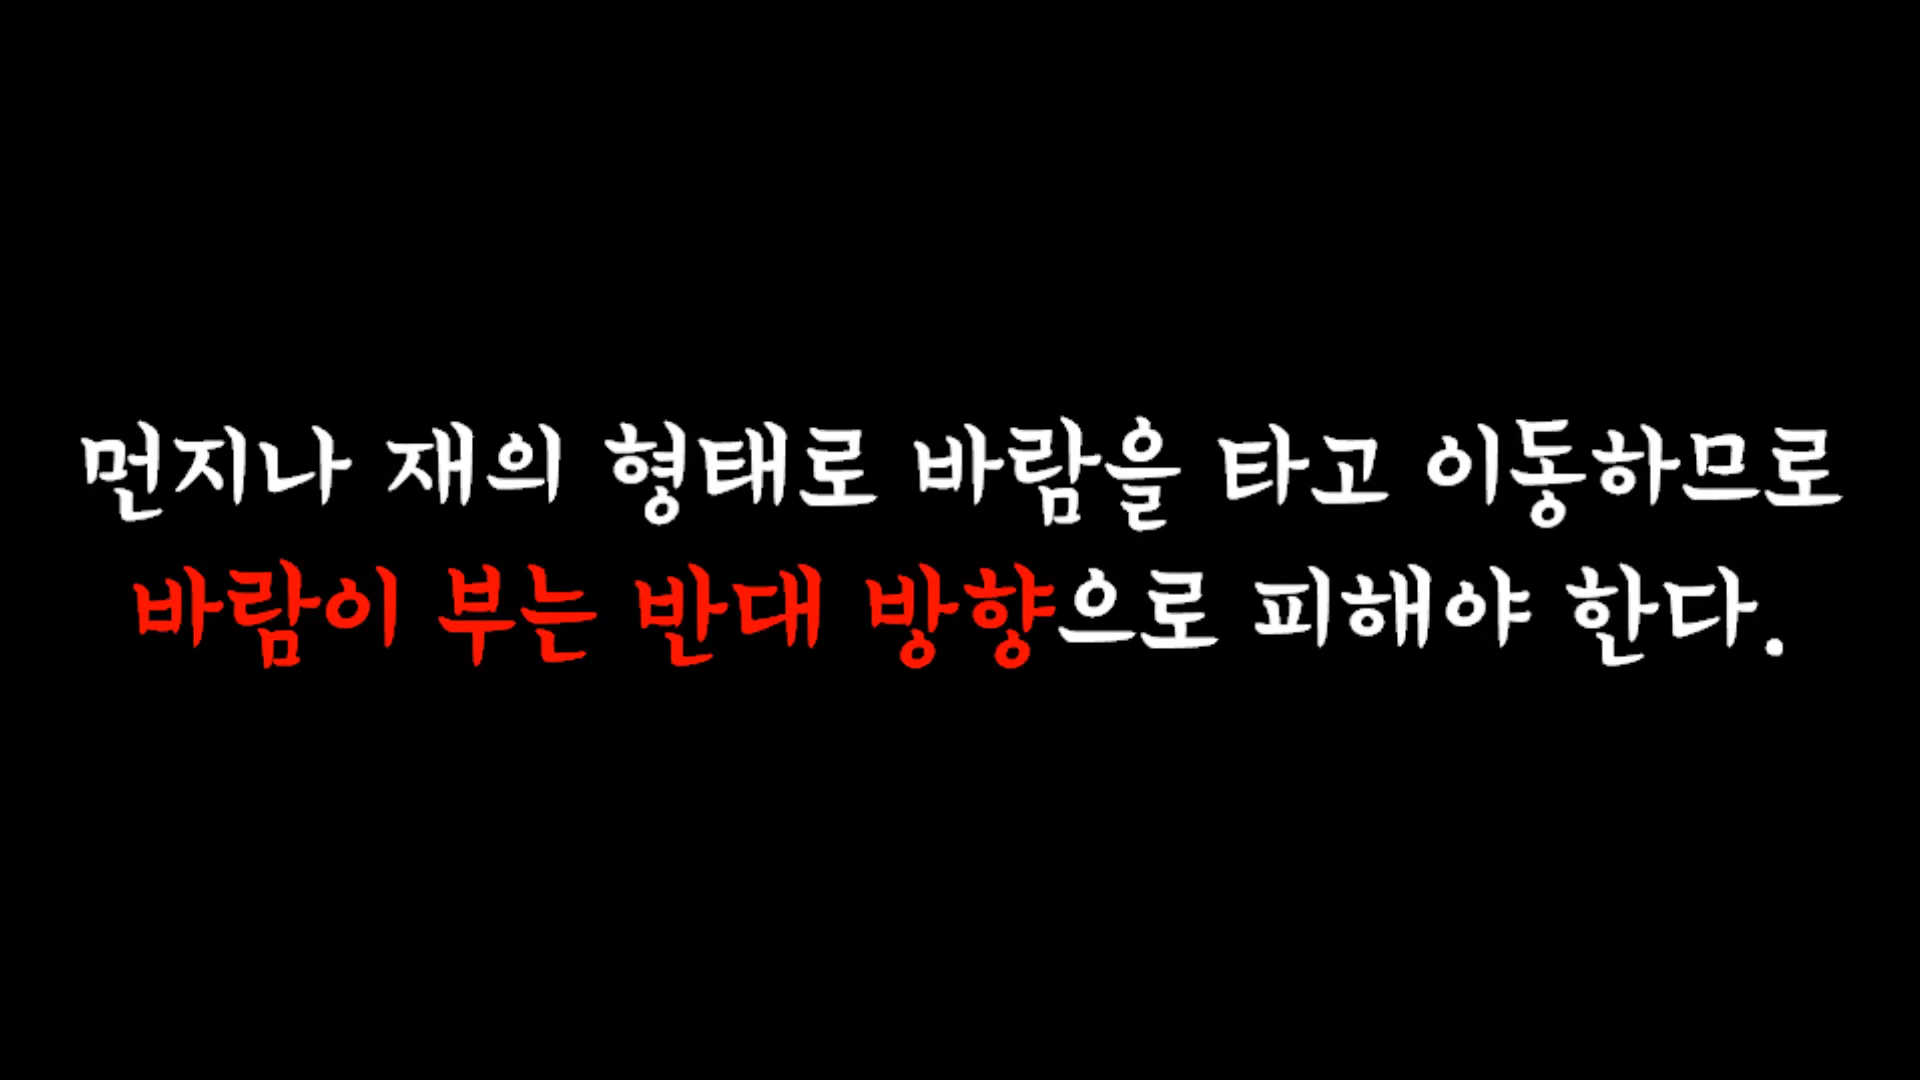 먼지나 재의 형태로 바람을 타고 이동하므로
바람이 부는 반대 방향으로 피해야 한다.